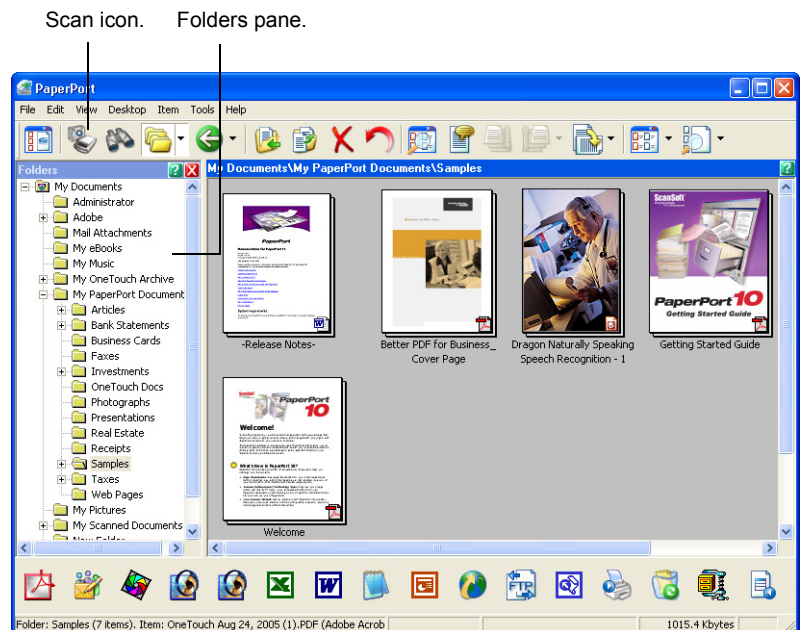 Scan icon.
Folders pane.
PaperPort
File Edit View Desktop Item Tools Help
Folders
My Documents\My PaperPort Documents\Samples
My Documents
Administrator
Adobe
Mail Attachments
My eBooks
My Music
My OneTouch Archive
My PaperPort Document
Articles
Bank Statements
Business Cards
Faxes
Investments
OneTouch Docs
Photographs
Presentations
Real Estate
Receipts
Samples
Taxes
Web Pages
My Pictures
My Scanned Documents
New Folder
PaperPort
-Release Notes-
Better PDF for Business_
Cover Page
Dragon Naturally Speaking
Speech Recognition - 1
ScanSoft
PaperPort 10
Getting Started Guide
Getting Started Guide
ScanSoft
PaperPort
10
Welcome!
Welcome
FTP
Folder: Samples (7 items). Item: OneTouch Aug 24, 2005 (1).PDF (Adobe Acrob
1015.4 Kbytes